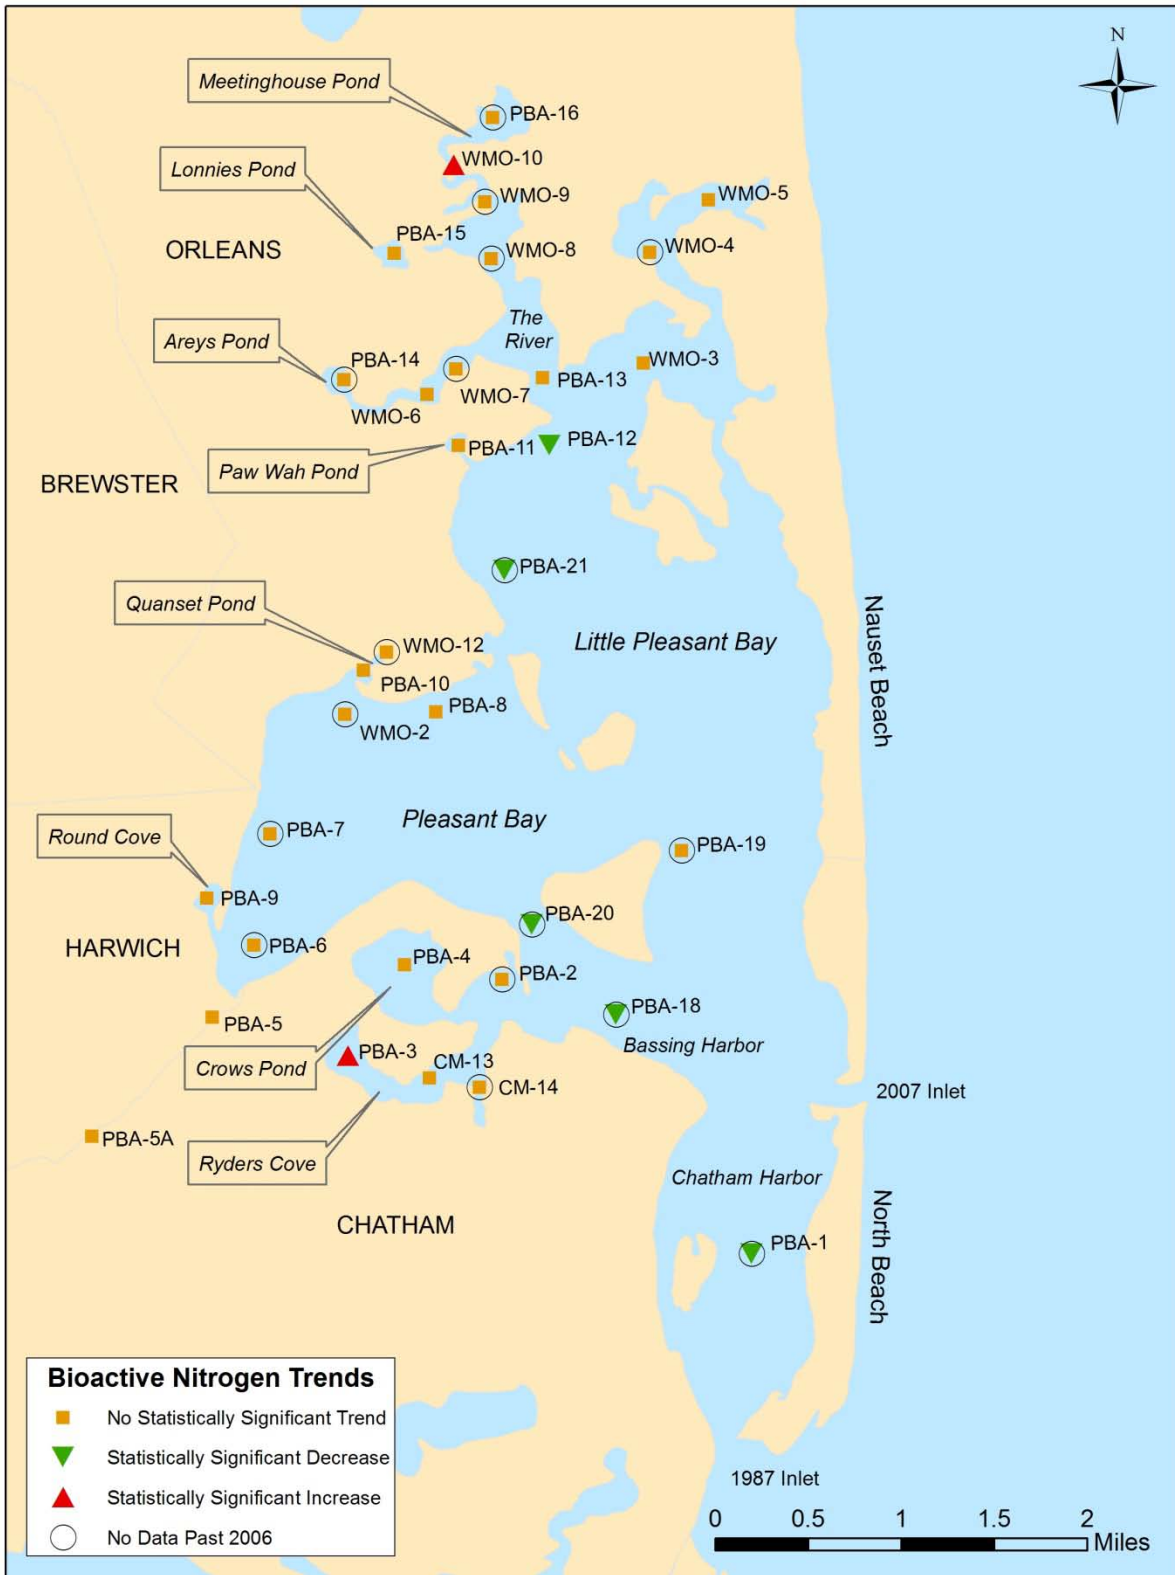 N
Meetinghouse Pond
PBA-16
WMO-10
Lonnies Pond
WMO-9
WMO-5
PBA-15
ORLEANS
WMO-8
WMO-4
The
River
Areys Pond
PBA-14
WMO-3
PBA-13
WMO-7
WMO-6
PBA-12
PBA-11
Paw Wah Pond
BREWSTER
PBA-21
Quanset Pond
Little Pleasant Bay
Nauset Beach
WMO-12
PBA-10
PBA-8
WMO-2
Pleasant Bay
PBA-7
Round Cove
PBA-19
PBA-9
PBA-20
HARWICH
PBA-6
PBA-4
PBA-2
PBA-18
PBA-5
Bassing Harbor
PBA-3
CM-13
Crows Pond
CM-14
2007 Inlet
PBA-5A
Ryders Cove
Chatham Harbor
CHATHAM
North Beach
PBA-1
Bioactive Nitrogen Trends
No Statistically Significant Trend
Statistically Significant Decrease
Statistically Significant Increase
No Data Past 2006
1987 Inlet
0 0.5 1 1.5 2
Miles